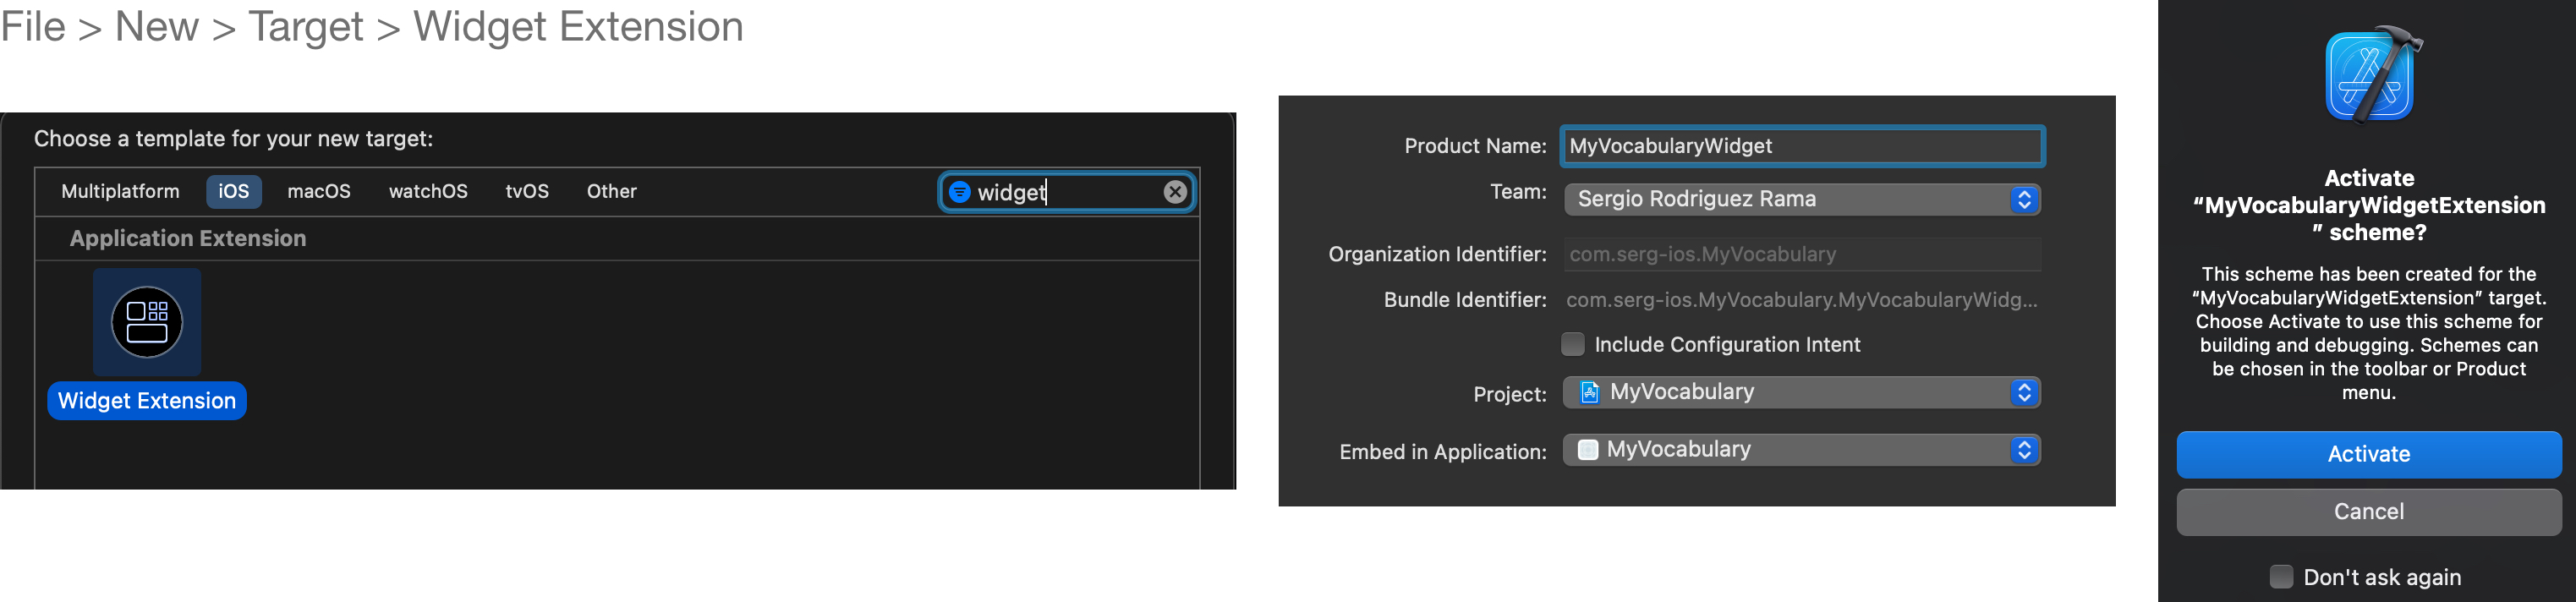 File > New > Target > Widget Extension
Choose a template for your new target:
Multiplatform iOS macOS watchOS tvOS Other widget
Application Extension
Widget Extension
Product Name: MyVocabularyWidget
Team: Sergio Rodriguez Rama
Organization Identifier: com.serg-ios.MyVocabulary
Bundle Identifier: com.serg-ios.MyVocabulary.MyVocabularyWidg...
Include Configuration Intent
Project: MyVocabulary
Embed in Application: MyVocabulary
Activate
“MyVocabularyWidgetExtension
” scheme?
This scheme has been created for the
“MyVocabularyWidgetExtension” target.
Choose Activate to use this scheme for
building and debugging. Schemes can
be chosen in the toolbar or Product
menu.
Activate
Cancel
Don't ask again